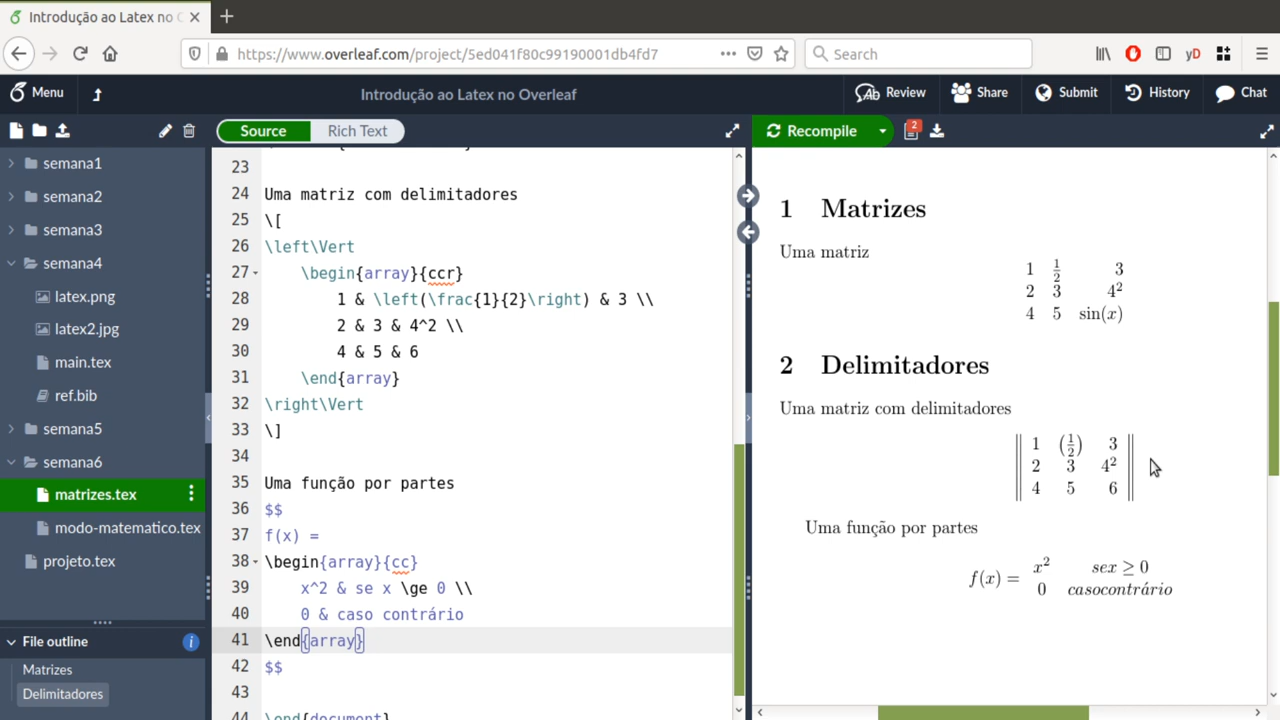 Introdução ao Latex no O
https://www.overleaf.com/project/5ed041f80c99190001db4fd7
Search
yD
Menu
Introdução ao Latex no Overleaf
Review
Share
Submit
History
Chat
Source
Rich Text
Recompile
2
semana1
semana2
semana3
semana4
latex.png
latex2.jpg
main.tex
ref.bib
semana5
semana6
matrizes.tex
modo-matematico.tex
projeto.tex
File outline
Matrizes
Delimitadores
23
24 Uma matriz com delimitadores
25 \[
26 \left\Vert
27 \begin{array}{ccr}
28 1 & \left(\frac{1}{2}\right) & 3 \\
29 2 & 3 & 4^2 \\
30 4 & 5 & 6
31 \end{array}
32 \right\Vert
33 \]
34
35 Uma função por partes
36 $$
37 f(x) =
38 \begin{array}{cc}
39 x^2 & se x \ge 0 \\
40 0 & caso contrário
41 \end{array}
42 $$
43
44 \end{document}
1 Matrizes
Uma matriz
1 1/2 3
2 3 4²
4 5 sin(x)
2 Delimitadores
Uma matriz com delimitadores
‖ 1 (1/2) 3 ‖
‖ 2 3 4² ‖
‖ 4 5 6 ‖
Uma função por partes
f(x) = x² sex ≥ 0
0 casocontrário